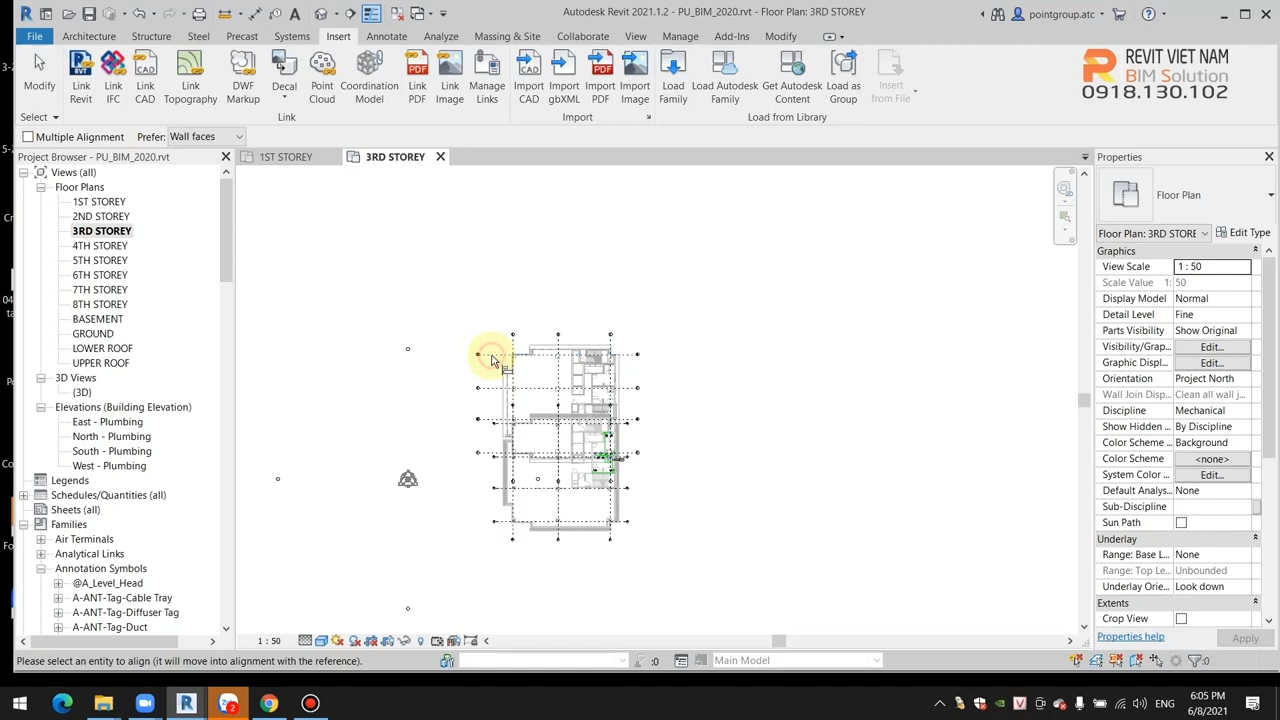 Autodesk Revit 2021.1.2 - PU_BIM_2020.rvt - Floor Plan: 3RD STOREY
pointgroup.atc
File Architecture Structure Steel Precast Systems Insert Annotate Analyze Massing & Site Collaborate View Manage Add-Ins Modify
Modify
Link Revit
Link IFC
Link CAD
Link Topography
DWF Markup
Decal
Point Cloud
Coordination Model
Link PDF
Link Image
Manage Links
Import CAD
Import gbXML
Import PDF
Import Image
Load Family
Load Autodesk Family
Get Autodesk Content
Load as Group
Insert from File
Select
Link
Import
Load from Library
REVIT VIET NAM
BIM Solution
0918.130.102
Multiple Alignment Prefer: Wall faces
Project Browser - PU_BIM_2020.rvt
Views (all)
Floor Plans
1ST STOREY
2ND STOREY
3RD STOREY
4TH STOREY
5TH STOREY
6TH STOREY
7TH STOREY
8TH STOREY
BASEMENT
GROUND
LOWER ROOF
UPPER ROOF
3D Views
{3D}
Elevations (Building Elevation)
East - Plumbing
North - Plumbing
South - Plumbing
West - Plumbing
Legends
Schedules/Quantities (all)
Sheets (all)
Families
Air Terminals
Analytical Links
Annotation Symbols
@A_Level_Head
A-ANT-Tag-Cable Tray
A-ANT-Tag-Diffuser Tag
A-ANT-Tag-Duct
1ST STOREY
3RD STOREY
Properties
Floor Plan
Floor Plan: 3RD STORE Edit Type
Graphics
View Scale 1 : 50
Scale Value 1: 50
Display Model Normal
Detail Level Fine
Parts Visibility Show Original
Visibility/Grap... Edit...
Graphic Displ... Edit...
Orientation Project North
Wall Join Disp... Clean all wall j...
Discipline Mechanical
Show Hidden ... By Discipline
Color Scheme ... Background
Color Scheme <none>
System Color ... Edit...
Default Analys... None
Sub-Discipline
Sun Path
Underlay
Range: Base L... None
Range: Top Le... Unbounded
Underlay Orie... Look down
Extents
Crop View
Properties help Apply
1 : 50
Please select an entity to align (it will move into alignment with the reference).
:0
Main Model
:0
ENG
6:05 PM
6/8/2021